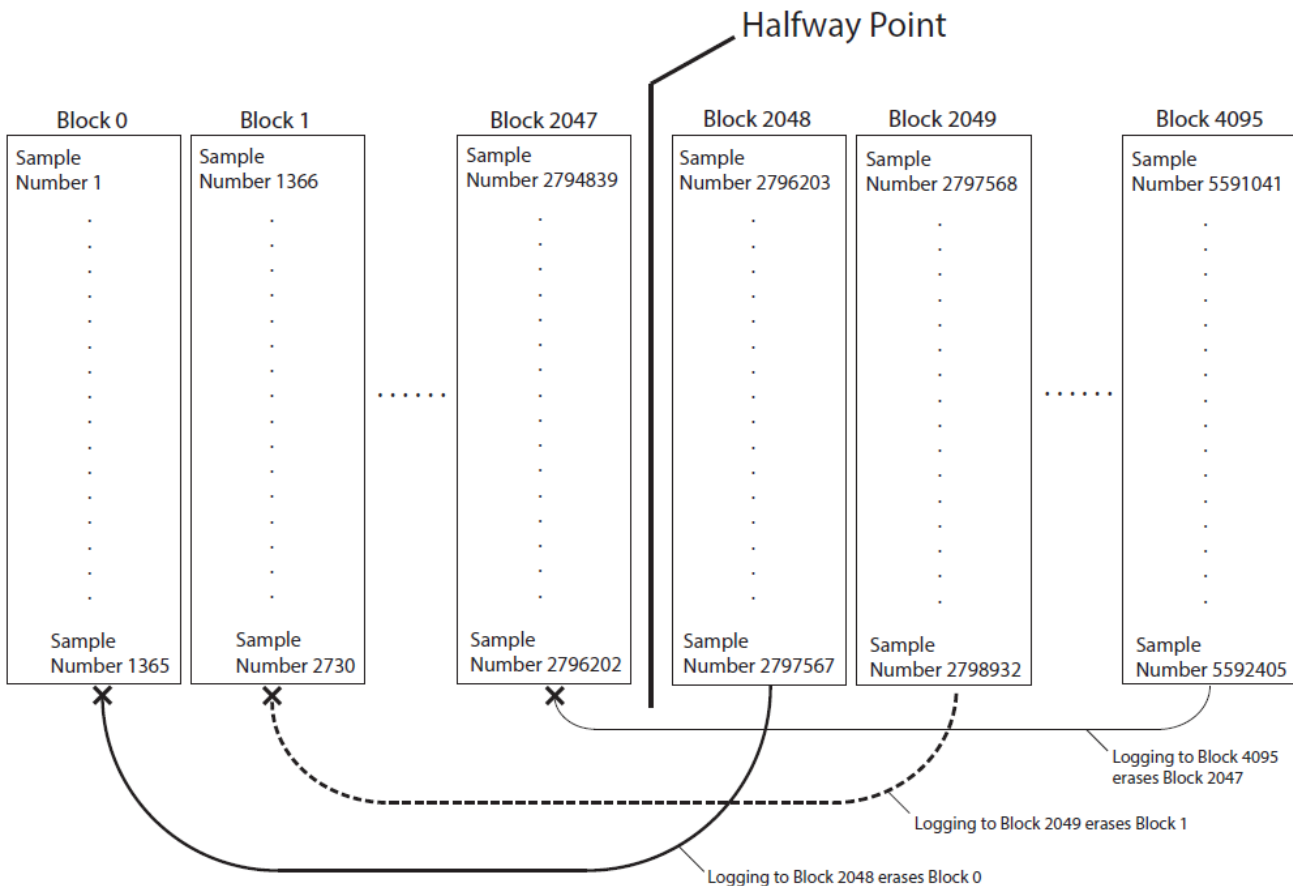 Halfway Point
Block 0
Block 1
Block 2047
Block 2048
Block 2049
Block 4095
Sample
Number 1
Sample
Number 1366
Sample
Number 2794839
Sample
Number 2796203
Sample
Number 2797568
Sample
Number 5591041
Sample
Number 1365
Sample
Number 2730
Sample
Number 2796202
Sample
Number 2797567
Sample
Number 2798932
Sample
Number 5592405
Logging to Block 4095
erases Block 2047
Logging to Block 2049 erases Block 1
Logging to Block 2048 erases Block 0